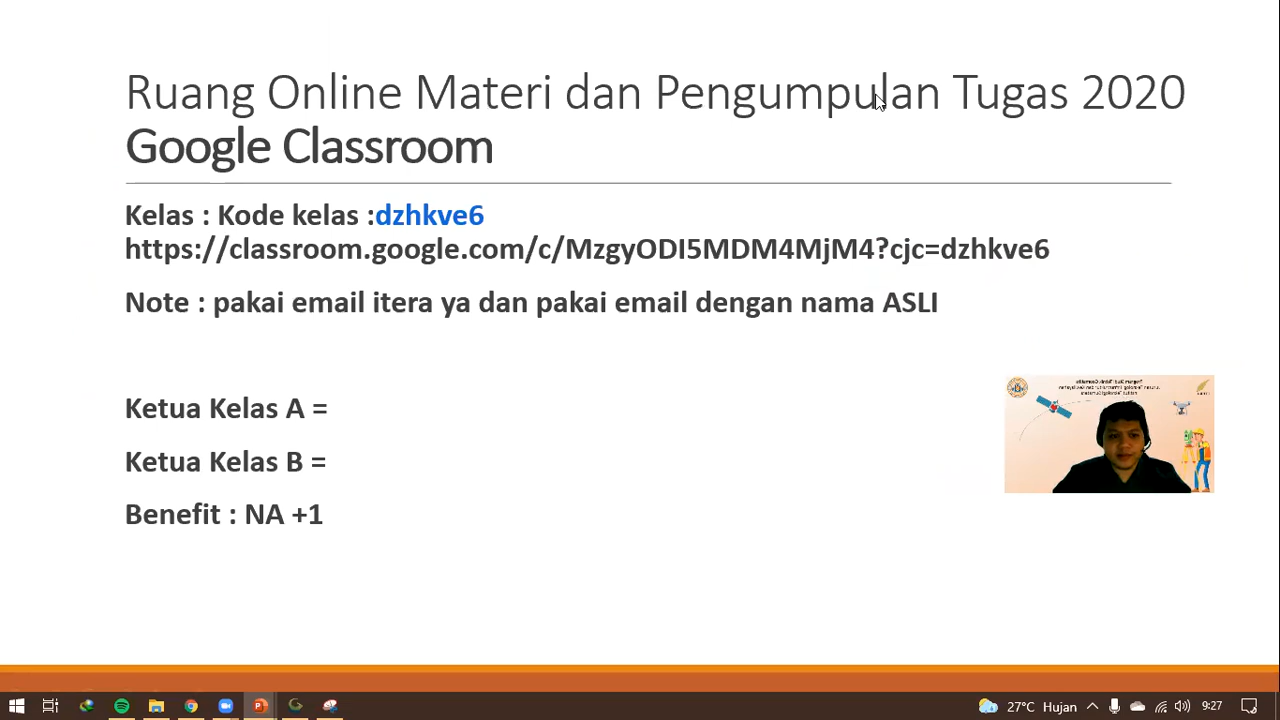 Ruang Online Materi dan Pengumpulan Tugas 2020
Google Classroom
Kelas : Kode kelas :dzhkve6
https://classroom.google.com/c/MzgyODI5MDM4MjM4?cjc=dzhkve6
Note : pakai email itera ya dan pakai email dengan nama ASLI
Ketua Kelas A =
Ketua Kelas B =
Benefit : NA +1
27°C Hujan
9:27